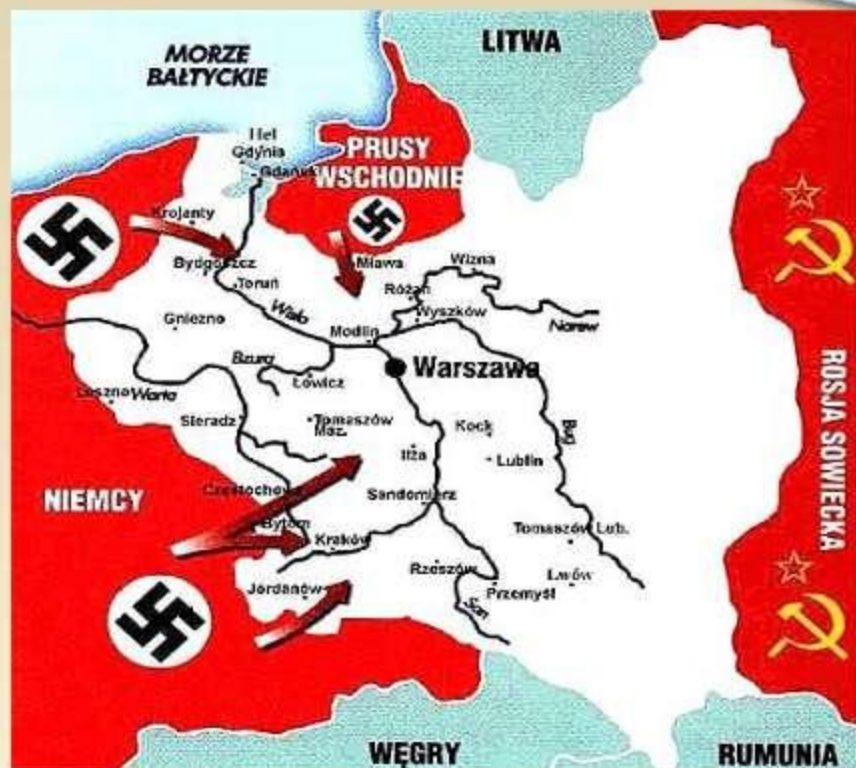 MORZE
BAŁTYCKIE
LITWA
Hel
Gdynia
Gdańsk
PRUSY
WSCHODNIE
Krojanty
Bydgoszcz
Toruń
Mława
Wizna
Różan
Wyszków
Narew
Gniezno
Wisła
Modlin
Bzura
Łowicz
Warszawa
Leszno
Warta
Sieradz
Tomaszów
Maz.
Kock
Bug
Iłża
Lublin
ROSJA SOWIECKA
NIEMCY
Częstochowa
Sandomierz
Bytom
Kraków
Tomaszów Lub.
Jordanów
Rzeszów
Lwów
Przemyśl
San
WĘGRY
RUMUNIA